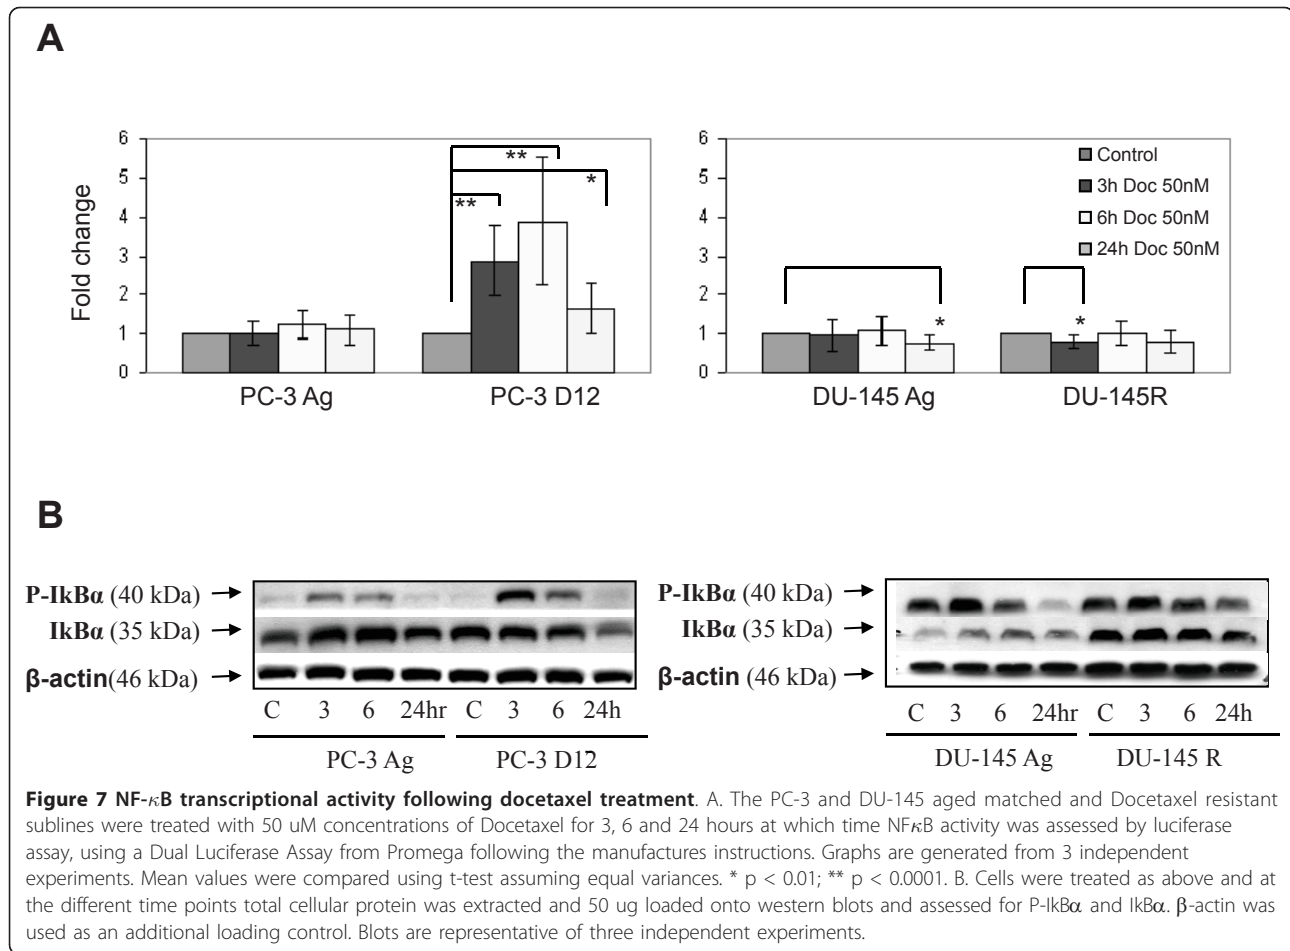 A
Fold change
6
5
4
3
2
1
0
**
**
*
PC-3 Ag
PC-3 D12
6
5
4
3
2
1
0
Control
3h Doc 50nM
6h Doc 50nM
24h Doc 50nM
*
*
DU-145 Ag
DU-145R
B
P-IkBα (40 kDa)
IkBα (35 kDa)
β-actin(46 kDa)
C 3 6 24hr C 3 6 24h
PC-3 Ag PC-3 D12
P-IkBα (40 kDa)
IkBα (35 kDa)
β-actin (46 kDa)
C 3 6 24hr C 3 6 24h
DU-145 Ag DU-145 R
Figure 7 NF-κB transcriptional activity following docetaxel treatment. A. The PC-3 and DU-145 aged matched and Docetaxel resistant
sublines were treated with 50 uM concentrations of Docetaxel for 3, 6 and 24 hours at which time NFκB activity was assessed by luciferase
assay, using a Dual Luciferase Assay from Promega following the manufactures instructions. Graphs are generated from 3 independent
experiments. Mean values were compared using t-test assuming equal variances. * p < 0.01; ** p < 0.0001. B. Cells were treated as above and at
the different time points total cellular protein was extracted and 50 ug loaded onto western blots and assessed for P-IkBα and IkBα. β-actin was
used as an additional loading control. Blots are representative of three independent experiments.